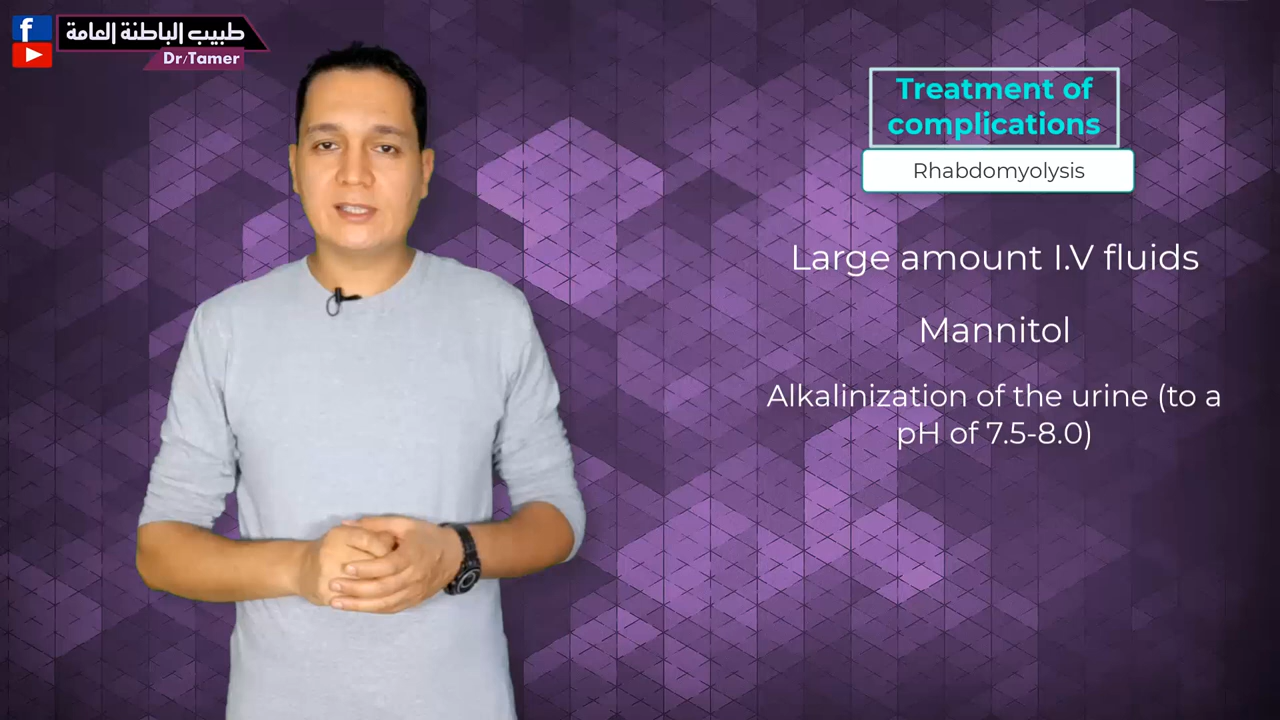 f
طبيب الباطنة العامة
Dr/Tamer
Treatment of
complications
Rhabdomyolysis
Large amount I.V fluids
Mannitol
Alkalinization of the urine (to a
pH of 7.5-8.0)